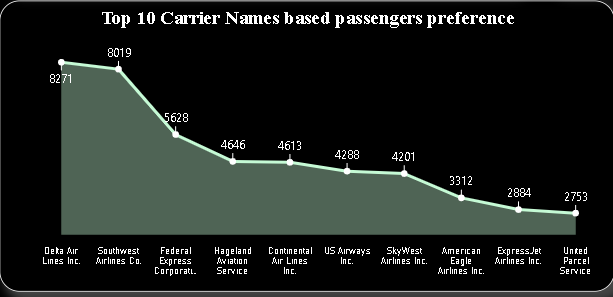 Top 10 Carrier Names based passengers preference
8271
8019
5628
4646
4613
4288
4201
3312
2884
2753
Delta Air
Lines Inc.
Southwest
Airlines Co.
Federal
Express
Corporati..
Hageland
Aviation
Service
Continental
Air Lines
Inc.
US Airways
Inc.
SkyWest
Airlines Inc.
American
Eagle
Airlines Inc.
ExpressJet
Airlines Inc.
United
Parcel
Service